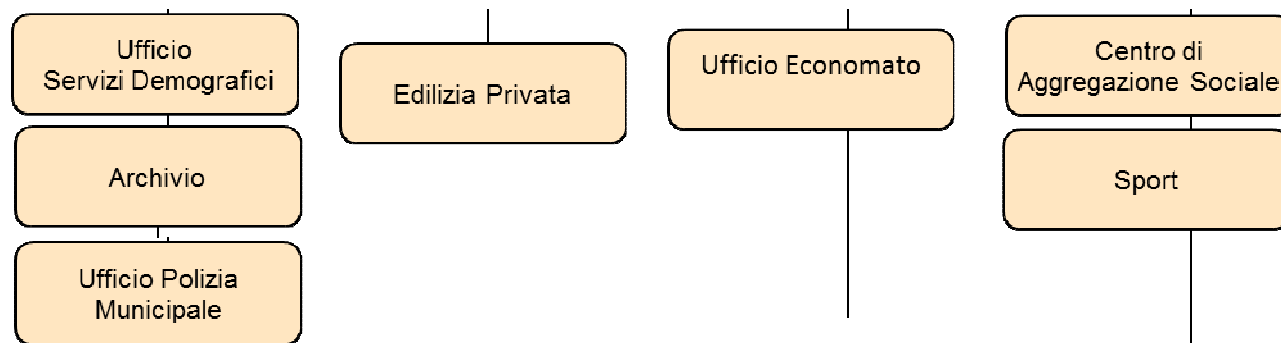 Ufficio
Servizi Demografici
Archivio
Ufficio Polizia
Municipale
Edilizia Privata
Ufficio Economato
Centro di
Aggregazione Sociale
Sport